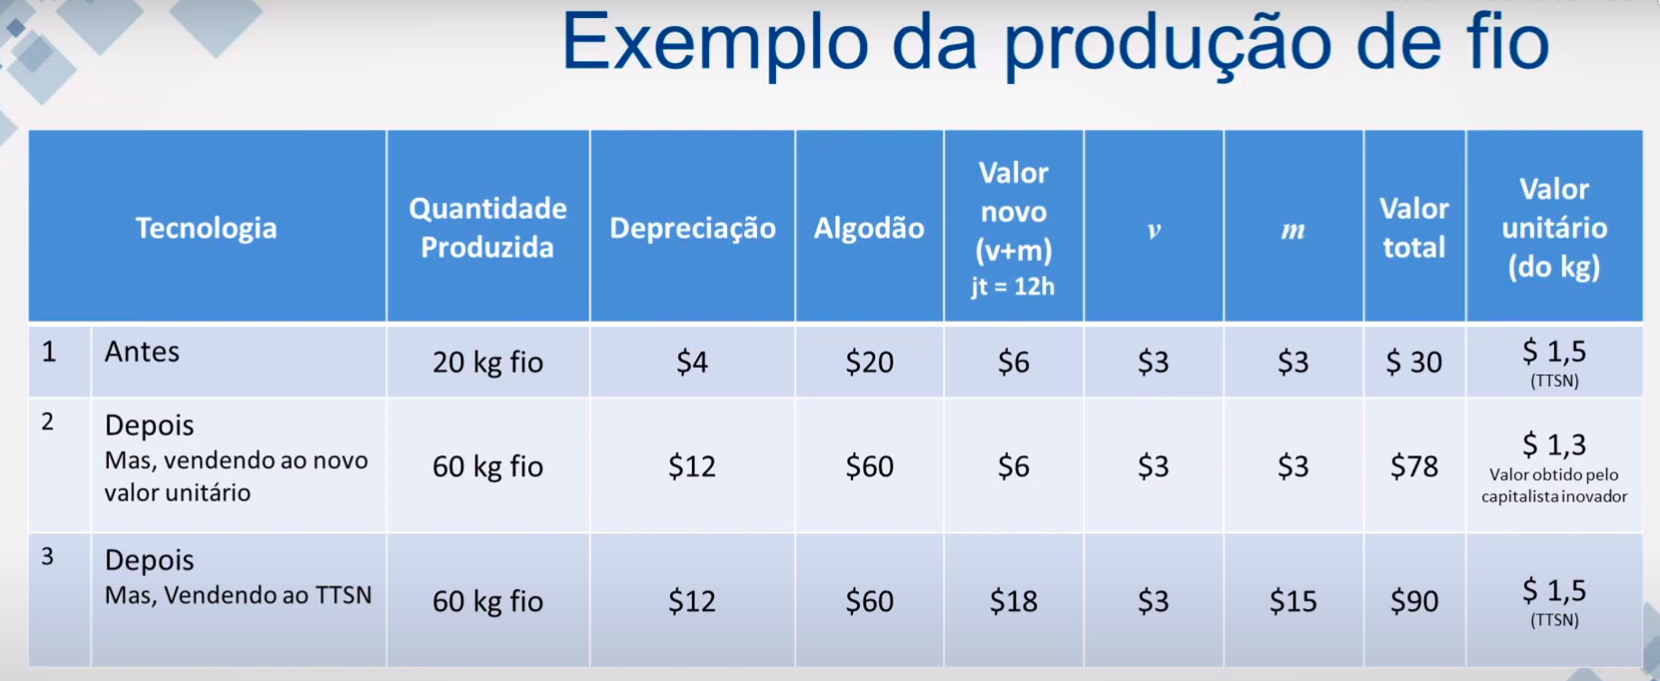 Exemplo da produção de fio
Tecnologia
Quantidade
Produzida
Depreciação
Algodão
Valor
novo
(v+m)
jt = 12h
v
m
Valor
total
Valor
unitário
(do kg)
1
Antes
20 kg fio
$4
$20
$6
$3
$3
$ 30
$ 1,5
(TTSN)
2
Depois
Mas, vendendo ao novo
valor unitário
60 kg fio
$12
$60
$6
$3
$3
$78
$ 1,3
Valor obtido pelo
capitalista inovador
3
Depois
Mas, Vendendo ao TTSN
60 kg fio
$12
$60
$18
$3
$15
$90
$ 1,5
(TTSN)